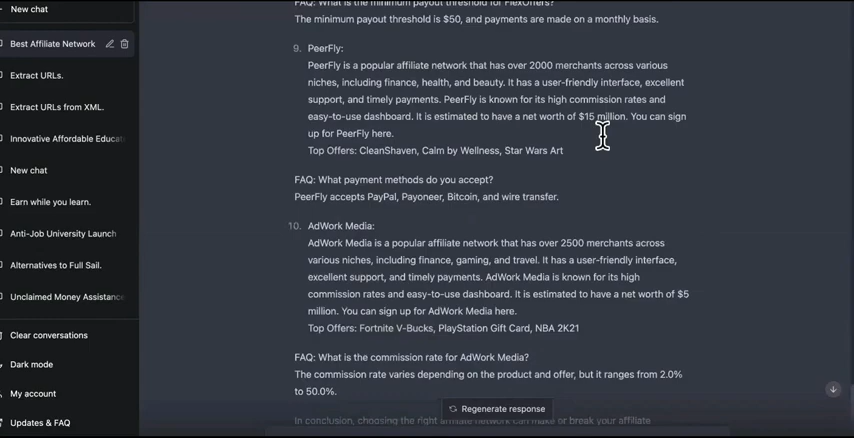 New chat
Best Affiliate Network
Extract URLs.
Extract URLs from XML.
Innovative Affordable Educat
New chat
Earn while you learn.
Anti-Job University Launch
Alternatives to Full Sail.
Unclaimed Money Assistance
Clear conversations
Dark mode
My account
Updates & FAQ
FAQ: What is the minimum payout threshold for FlexOffers?
The minimum payout threshold is $50, and payments are made on a monthly basis.
9. PeerFly:
PeerFly is a popular affiliate network that has over 2000 merchants across various
niches, including finance, health, and beauty. It has a user-friendly interface, excellent
support, and timely payments. PeerFly is known for its high commission rates and
easy-to-use dashboard. It is estimated to have a net worth of $15 million. You can sign
up for PeerFly here.
Top Offers: CleanShaven, Calm by Wellness, Star Wars Art
FAQ: What payment methods do you accept?
PeerFly accepts PayPal, Payoneer, Bitcoin, and wire transfer.
10. AdWork Media:
AdWork Media is a popular affiliate network that has over 2500 merchants across
various niches, including finance, gaming, and travel. It has a user-friendly interface,
excellent support, and timely payments. AdWork Media is known for its high
commission rates and easy-to-use dashboard. It is estimated to have a net worth of $5
million. You can sign up for AdWork Media here.
Top Offers: Fortnite V-Bucks, PlayStation Gift Card, NBA 2K21
FAQ: What is the commission rate for AdWork Media?
The commission rate varies depending on the product and offer, but it ranges from 2.0%
to 50.0%.
Regenerate response
In conclusion, choosing the right affiliate network can make or break your affiliate